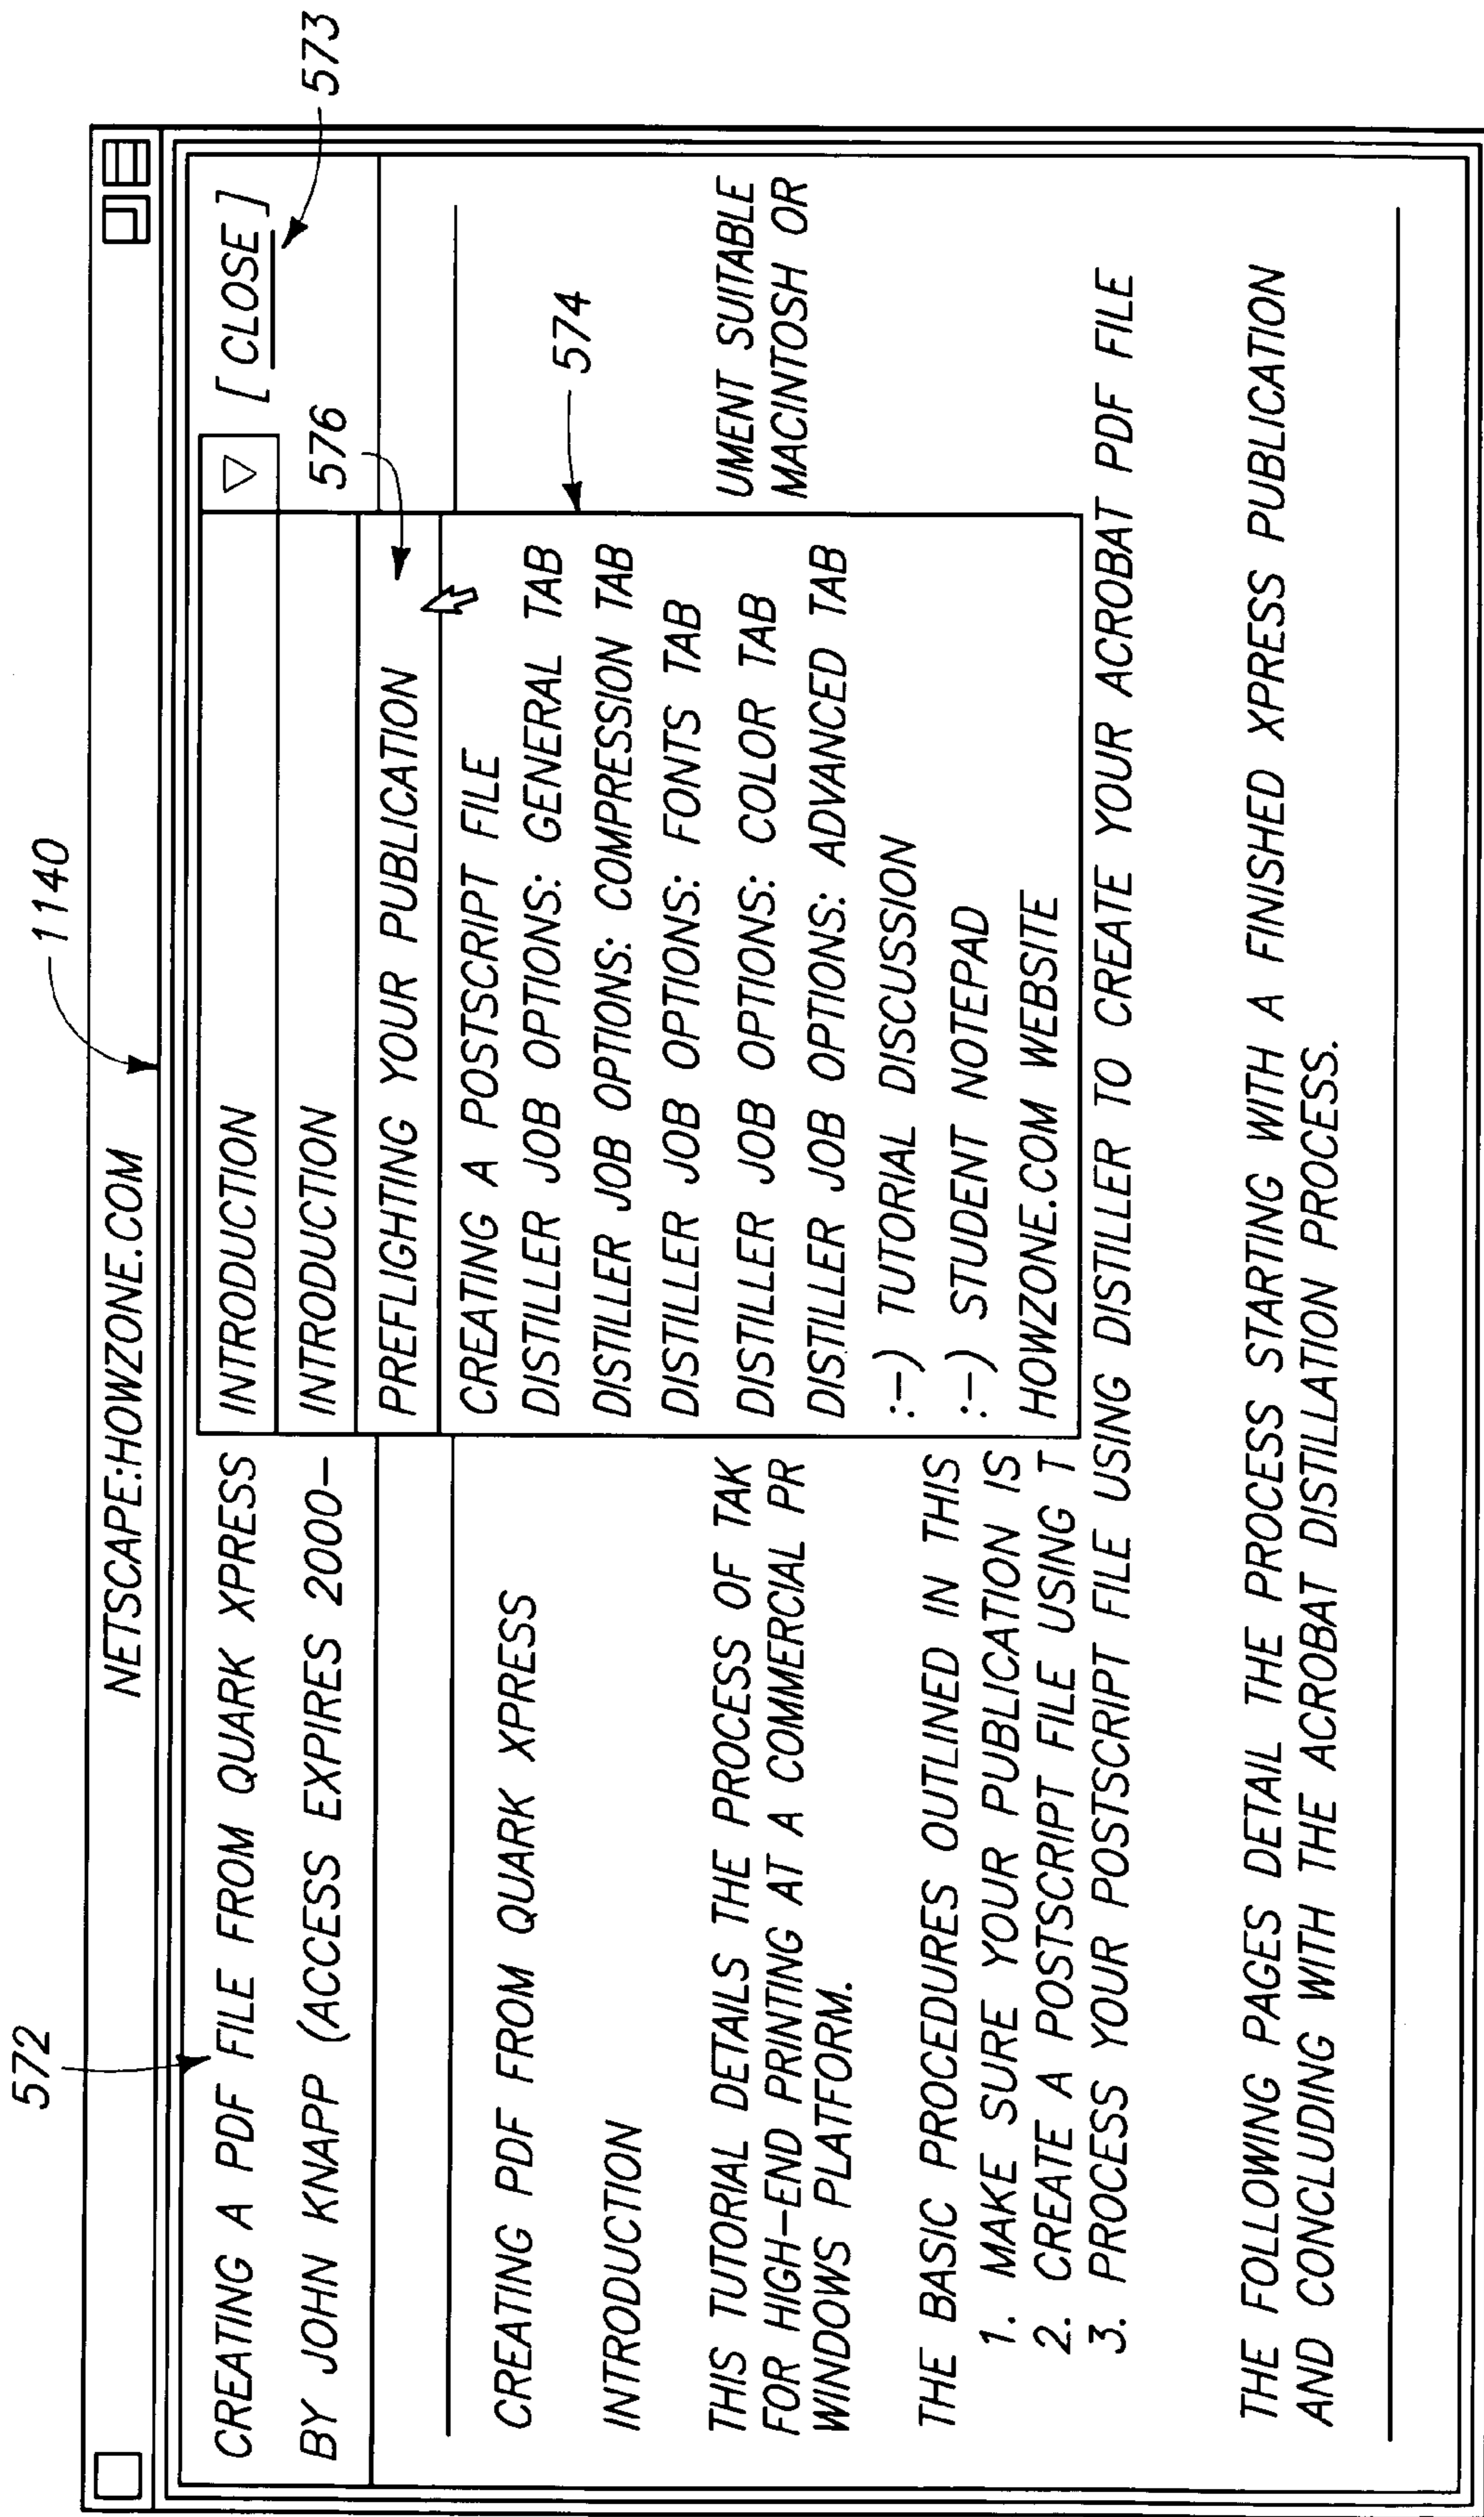 1140
572
NETSCAPE:HOWZONE.COM
CREATING A PDF FILE FROM QUARK XPRESS
INTRODUCTION
[ CLOSE ]
573
BY JOHN KNAPP (ACCESS EXPIRES 2000-
INTRODUCTION
576
PREFLIGHTING YOUR PUBLICATION
CREATING A POSTSCRIPT FILE
DISTILLER JOB OPTIONS: GENERAL TAB
DISTILLER JOB OPTIONS: COMPRESSION TAB
DISTILLER JOB OPTIONS: FONTS TAB
DISTILLER JOB OPTIONS: COLOR TAB
DISTILLER JOB OPTIONS: ADVANCED TAB
:-) TUTORIAL DISCUSSION
:-) STUDENT NOTEPAD
HOWZONE.COM WEBSITE
574
CREATING PDF FROM QUARK XPRESS
INTRODUCTION
THIS TUTORIAL DETAILS THE PROCESS OF TAK
UMENT SUITABLE
FOR HIGH-END PRINTING AT A COMMERCIAL PR
MACINTOSH OR
WINDOWS PLATFORM.
THE BASIC PROCEDURES OUTLINED IN THIS
1. MAKE SURE YOUR PUBLICATION IS
2. CREATE A POSTSCRIPT FILE USING T
3. PROCESS YOUR POSTSCRIPT FILE USING DISTILLER TO CREATE YOUR ACROBAT PDF FILE
THE FOLLOWING PAGES DETAIL THE PROCESS STARTING WITH A FINISHED XPRESS PUBLICATION
AND CONCLUDING WITH THE ACROBAT DISTILLATION PROCESS.